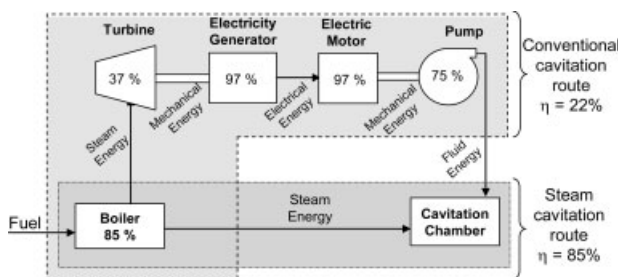 Turbine
Electricity
Generator
Electric
Motor
Pump
37 %
97 %
97 %
75 %
Mechanical
Energy
Electrical
Energy
Mechanical
Energy
Steam
Energy
Fluid
Energy
Conventional
cavitation
route
η = 22%
Fuel
Boiler
85 %
Steam
Energy
Cavitation
Chamber
Steam
cavitation
route
η = 85%